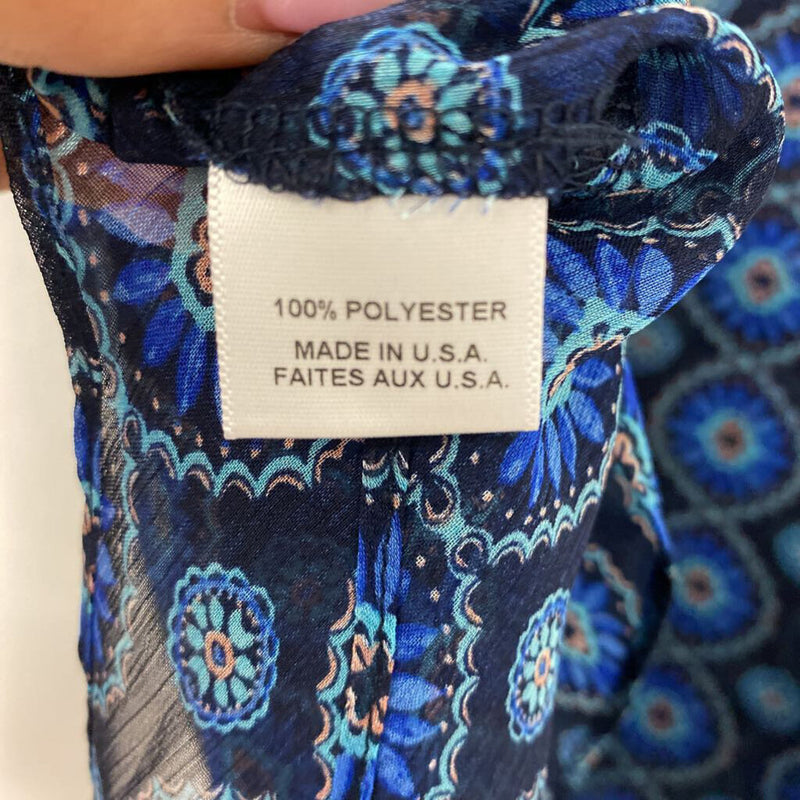 100% POLYESTER
MADE IN U.S.A.
FAITES AUX U.S.A.